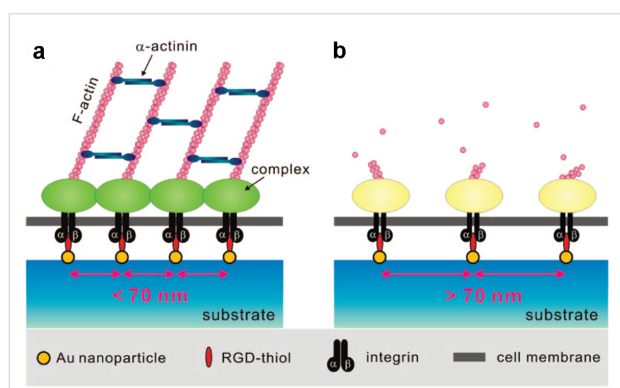 a
α-actinin
F-actin
complex
α β α β α β α β
< 70 nm
substrate
b
α β α β α β
> 70 nm
substrate
Au nanoparticle
RGD-thiol
α β
integrin
cell membrane